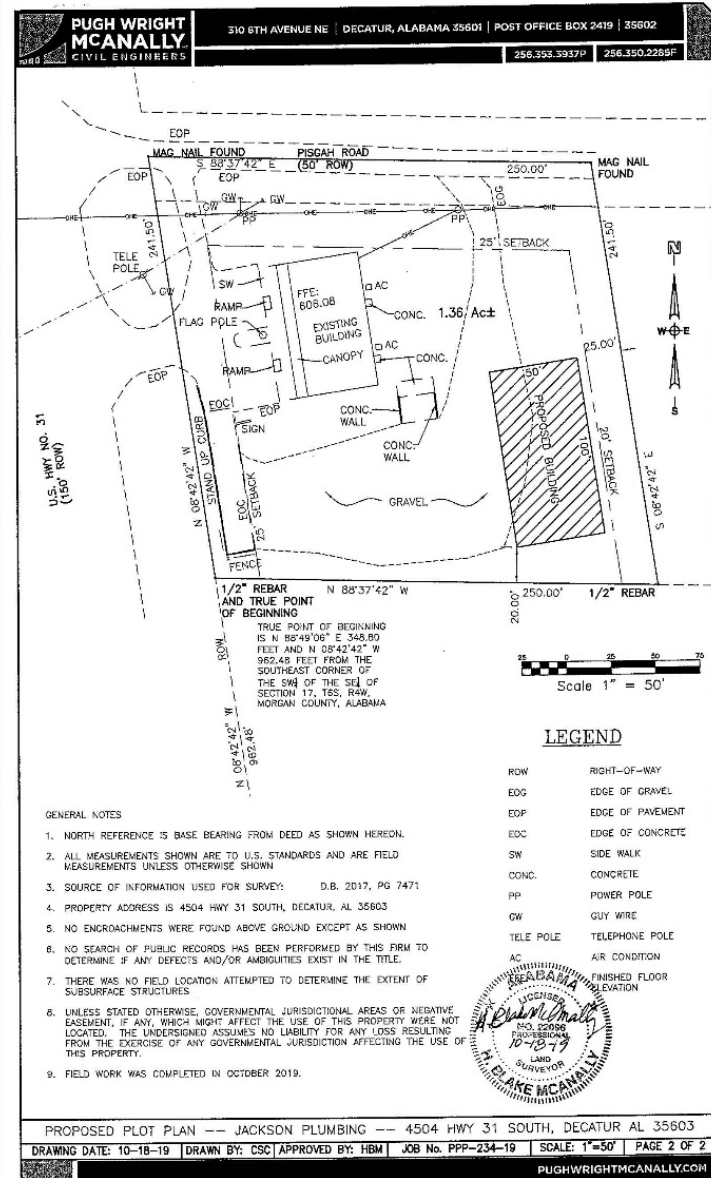 PUGH WRIGHT
MCANALLY
CIVIL ENGINEERS
310 6TH AVENUE NE | DECATUR, ALABAMA 35601 | POST OFFICE BOX 2419 | 35602
256.353.3937P
256.350.2285F
EOP
MAG NAIL FOUND
PISGAH ROAD
S 88'37'42" E
(50' ROW)
250.00'
MAG NAIL
FOUND
EOP
EOP
GW
GW
GW
OHE
OHE
OHE
OHE
OHE
OHE
PP
PP
EOG
241.50'
241.50'
25' SETBACK
OHE
TELE
POLE
GW
SW
RAMP
FLAG POLE
RAMP
FFE:
606.08
EXISTING
BUILDING
CANOPY
AC
CONC.
1.36 Ac±
AC
CONC.
N
W
E
S
25.00'
EOP
EOC
EOP
SIGN
CONC.
WALL
CONC.
WALL
50'
PROPOSED BUILDING
100'
20' SETBACK
U.S. HWY NO. 31
(150' ROW)
N 08'42'42" W
STAND UP CURB
EOC
25' SETBACK
GRAVEL
S 08'42'42" E
FENCE
1/2" REBAR
AND TRUE POINT
OF BEGINNING
N 88'37'42" W
20.00'
250.00'
1/2" REBAR
TRUE POINT OF BEGINNING
IS N 88'49'06" E 348.80
FEET AND N 08'42'42" W
962.48 FEET FROM THE
SOUTHEAST CORNER OF
THE SW¼ OF THE SE¼ OF
SECTION 17, T6S, R4W,
MORGAN COUNTY, ALABAMA
ROW
N 08'42'42" W
962.48'
25 0 25 50 75
Scale 1" = 50'
LEGEND
ROW RIGHT-OF-WAY
EOG EDGE OF GRAVEL
EOP EDGE OF PAVEMENT
EOC EDGE OF CONCRETE
SW SIDE WALK
CONC. CONCRETE
PP POWER POLE
GW GUY WIRE
TELE POLE TELEPHONE POLE
AC AIR CONDITION
FINISHED FLOOR
ELEVATION
GENERAL NOTES
1. NORTH REFERENCE IS BASE BEARING FROM DEED AS SHOWN HEREON.
2. ALL MEASUREMENTS SHOWN ARE TO U.S. STANDARDS AND ARE FIELD
MEASUREMENTS UNLESS OTHERWISE SHOWN
3. SOURCE OF INFORMATION USED FOR SURVEY: D.B. 2017, PG 7471
4. PROPERTY ADDRESS IS 4504 HWY 31 SOUTH, DECATUR, AL 35603
5. NO ENCROACHMENTS WERE FOUND ABOVE GROUND EXCEPT AS SHOWN
6. NO SEARCH OF PUBLIC RECORDS HAS BEEN PERFORMED BY THIS FIRM TO
DETERMINE IF ANY DEFECTS AND/OR AMBIGUITIES EXIST IN THE TITLE.
7. THERE WAS NO FIELD LOCATION ATTEMPTED TO DETERMINE THE EXTENT OF
SUBSURFACE STRUCTURES
8. UNLESS STATED OTHERWISE, GOVERNMENTAL JURISDICTIONAL AREAS OR NEGATIVE
EASEMENT, IF ANY, WHICH MIGHT AFFECT THE USE OF THIS PROPERTY WERE NOT
LOCATED. THE UNDERSIGNED ASSUMES NO LIABILITY FOR ANY LOSS RESULTING
FROM THE EXERCISE OF ANY GOVERNMENTAL JURISDICTION AFFECTING THE USE OF
THIS PROPERTY.
9. FIELD WORK WAS COMPLETED IN OCTOBER 2019.
ALABAMA
LICENSED
H. Blake McAnally
NO. 22096
PROFESSIONAL
10-18-19
LAND
SURVEYOR
H. BLAKE MCANALLY
PROPOSED PLOT PLAN -- JACKSON PLUMBING -- 4504 HWY 31 SOUTH, DECATUR AL 35603
DRAWING DATE: 10-18-19 DRAWN BY: CSC APPROVED BY: HBM JOB No. PPP-234-19 SCALE: 1"=50' PAGE 2 OF 2
PUGHWRIGHTMCANALLY.COM